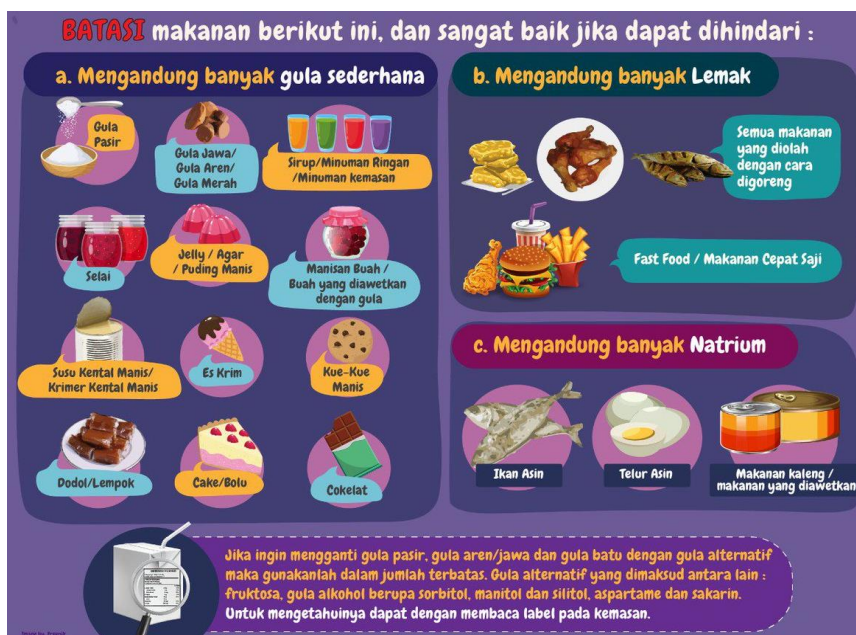 BATASI makanan berikut ini, dan sangat baik jika dapat dihindari :
a. Mengandung banyak gula sederhana
Gula
Pasir
Gula Jawa/
Gula Aren/
Gula Merah
Sirup/Minuman Ringan
/Minuman kemasan
Selai
Jelly / Agar
/ Puding Manis
Manisan Buah /
Buah yang diawetkan
dengan gula
Susu Kental Manis/
Krimer Kental Manis
Es Krim
Kue-Kue
Manis
Dodol/Lempok
Cake/Bolu
Cokelat
b. Mengandung banyak Lemak
Semua makanan
yang diolah
dengan cara
digoreng
Fast Food / Makanan Cepat Saji
c. Mengandung banyak Natrium
Ikan Asin
Telur Asin
Makanan kaleng /
makanan yang diawetkan
Jika ingin mengganti gula pasir, gula aren/jawa dan gula batu dengan gula alternatif
maka gunakanlah dalam jumlah terbatas. Gula alternatif yang dimaksud antara lain :
fruktosa, gula alkohol berupa sorbitol, manitol dan silitol, aspartame dan sakarin.
Untuk mengetahuinya dapat dengan membaca label pada kemasan.